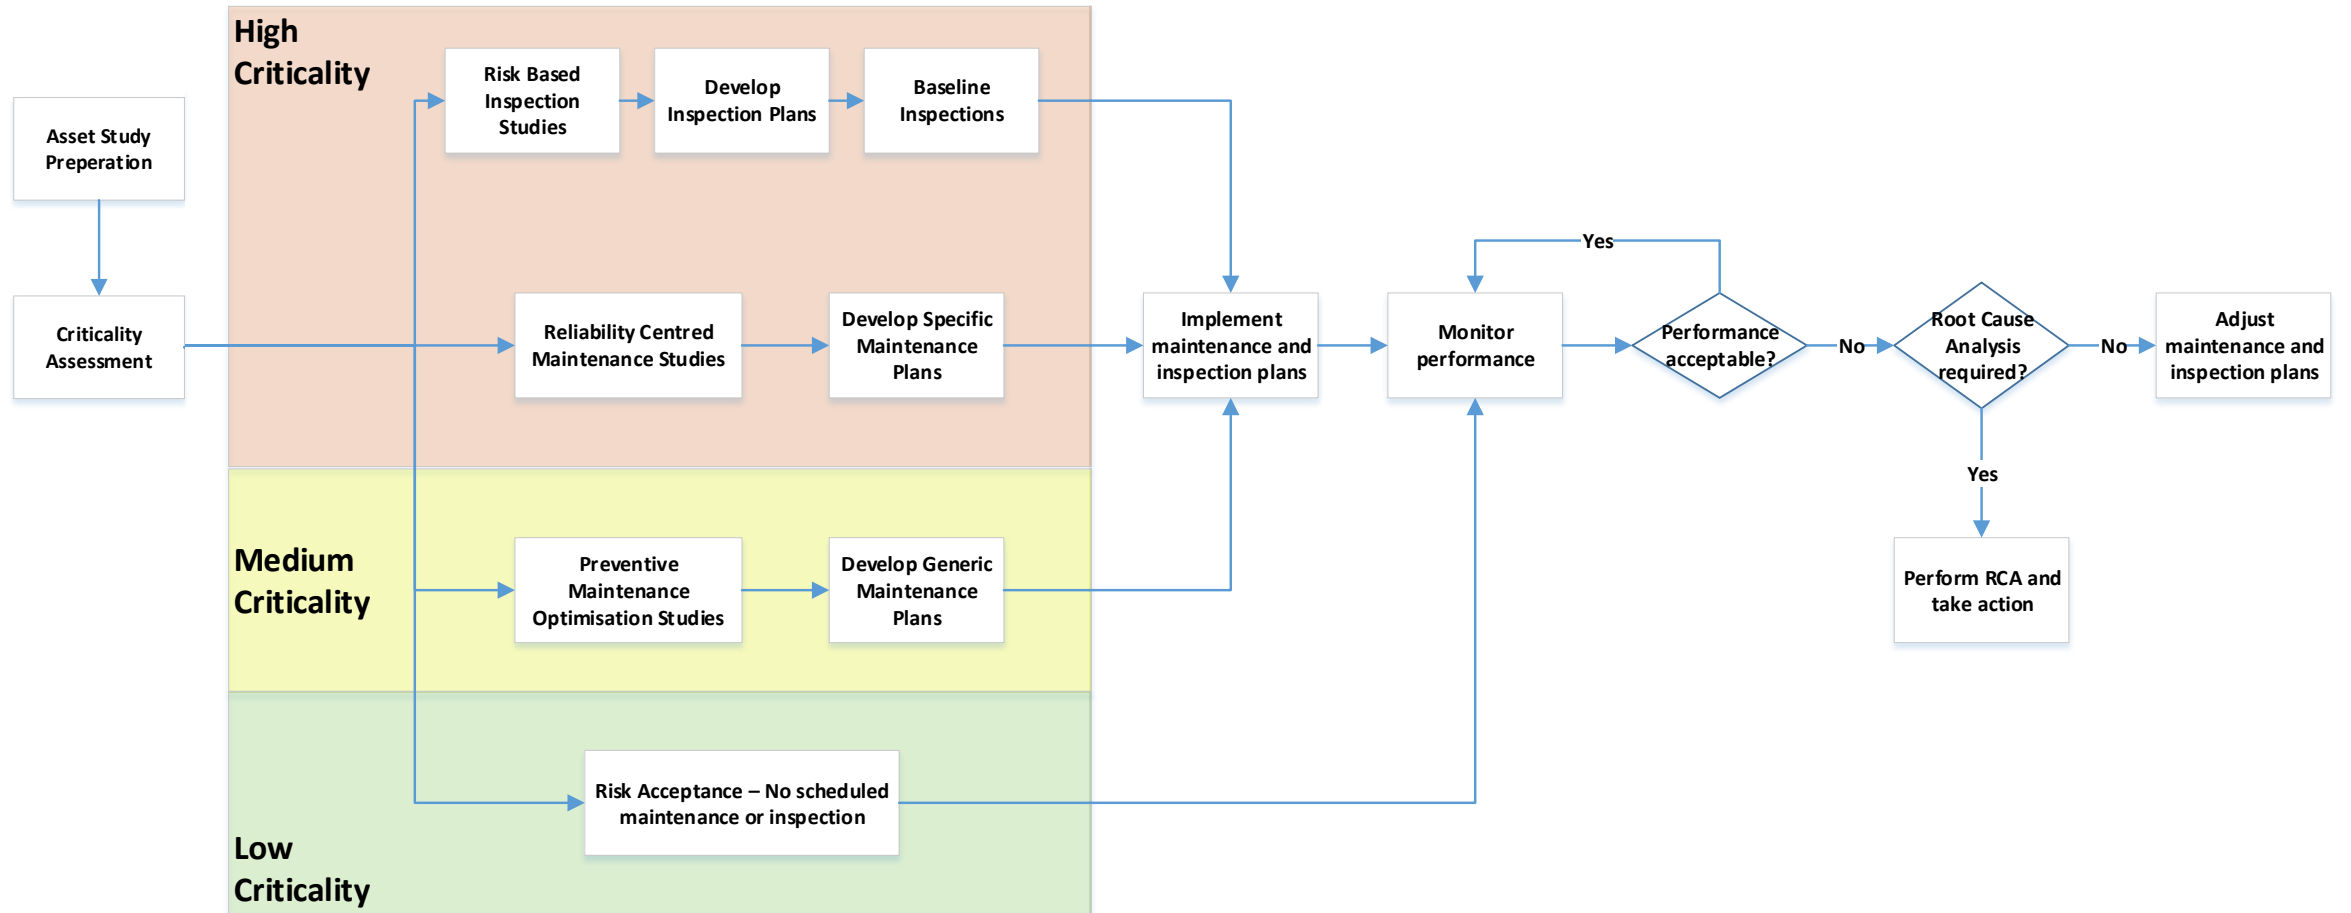 High
Criticality
Risk Based
Inspection
Studies
Develop
Inspection Plans
Baseline
Inspections
Asset Study
Preperation
Criticality
Assessment
Reliability Centred
Maintenance Studies
Develop Specific
Maintenance
Plans
Implement
maintenance and
inspection plans
Monitor
performance
Yes
Performance
acceptable?
No
Root Cause
Analysis
required?
No
Adjust
maintenance and
inspection plans
Yes
Perform RCA and
take action
Medium
Criticality
Preventive
Maintenance
Optimisation Studies
Develop Generic
Maintenance
Plans
Risk Acceptance – No scheduled
maintenance or inspection
Low
Criticality